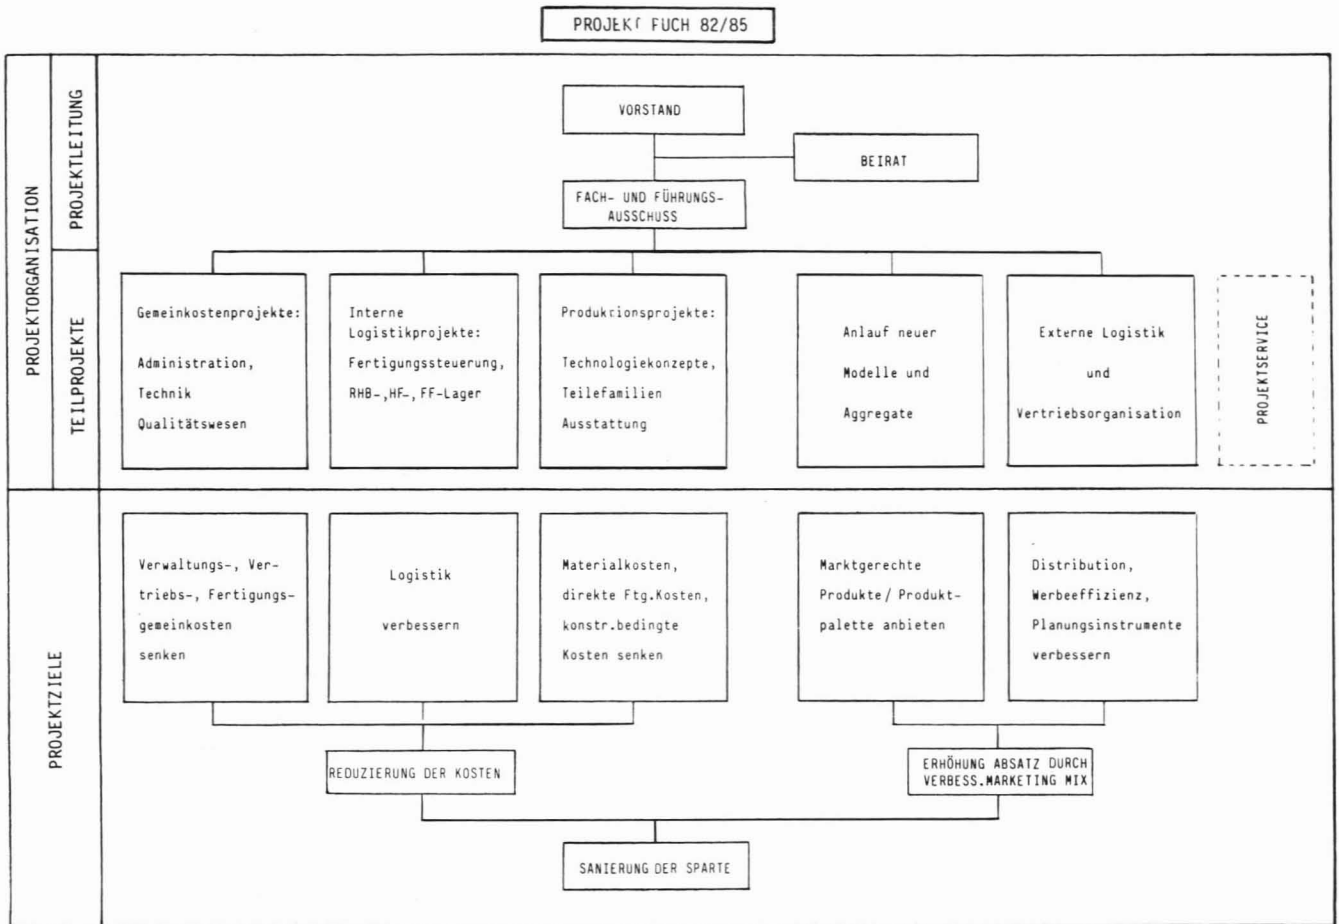 PROJEKT FUCH 82/85
PROJEKTORGANISATION
PROJEKTLEITUNG
VORSTAND
BEIRAT
FACH- UND FÜHRUNGS-
AUSSCHUSS
TEILPROJEKTE
Gemeinkostenprojekte:
Administration,
Technik
Qualitätswesen
Interne
Logistikprojekte:
Fertigungssteuerung,
RHB-,HF-,FF-Lager
Produktionsprojekte:
Technologiekonzepte,
Teilefamilien
Ausstattung
Anlauf neuer
Modelle und
Aggregate
Externe Logistik
und
Vertriebsorganisation
PROJEKTSERVICE
PROJEKTZIELE
Verwaltungs-, Ver-
triebs-, Fertigungs-
gemeinkosten
senken
Logistik
verbessern
Materialkosten,
direkte Ftg.Kosten,
konstr.bedingte
Kosten senken
Marktgerechte
Produkte/ Produkt-
palette anbieten
Distribution,
Werbeeffizienz,
Planungsinstrumente
verbessern
REDUZIERUNG DER KOSTEN
ERHÖHUNG ABSATZ DURCH
VERBESS.MARKETING MIX
SANIERUNG DER SPARTE